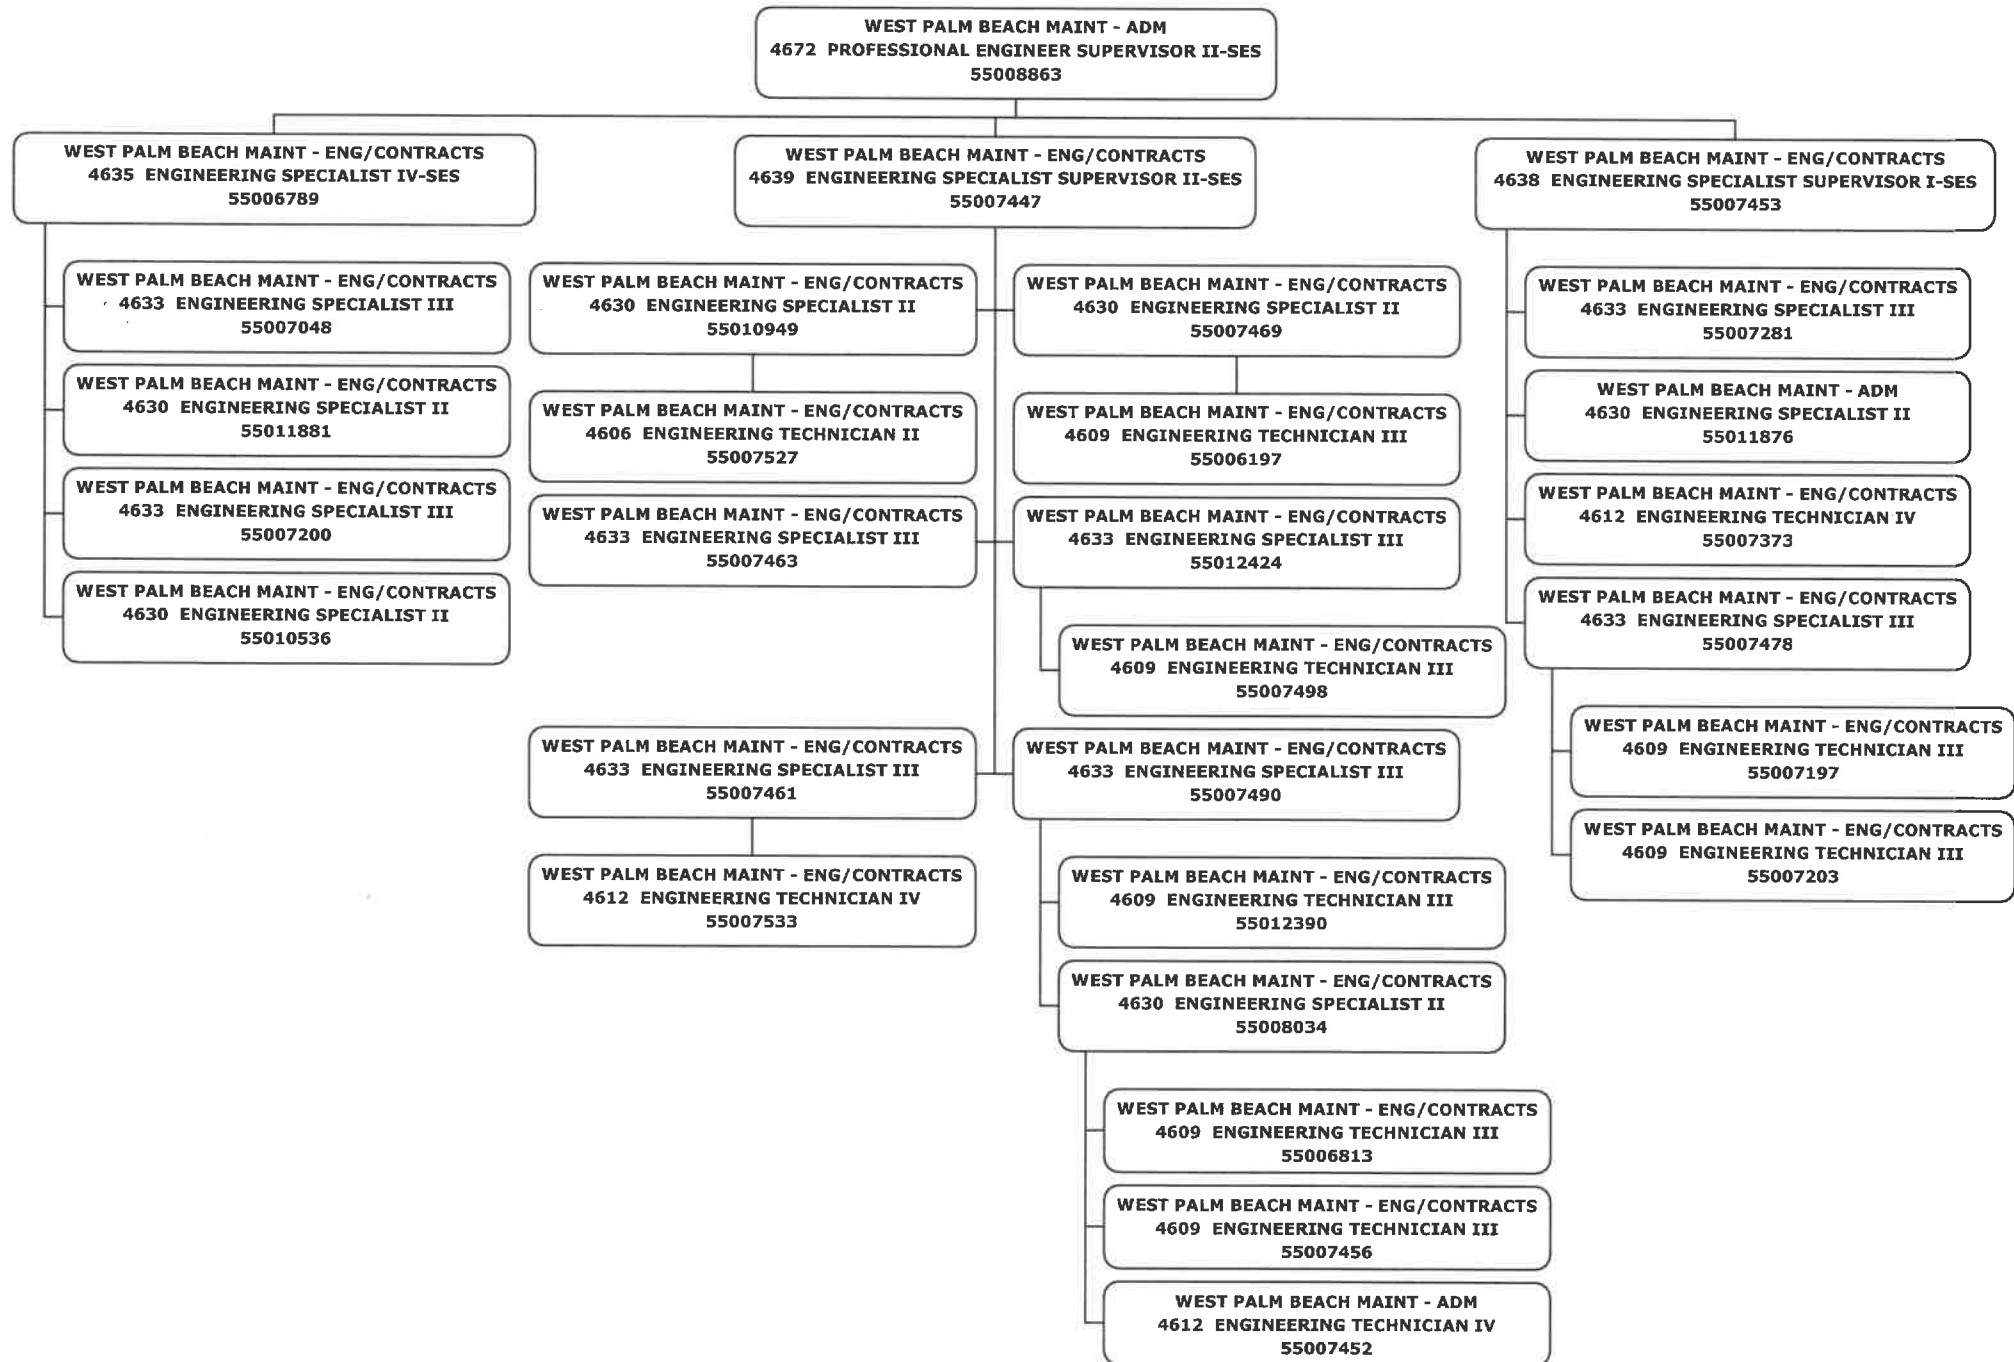 WEST PALM BEACH MAINT - ADM
4672 PROFESSIONAL ENGINEER SUPERVISOR II-SES
55008863
WEST PALM BEACH MAINT - ENG/CONTRACTS
4635 ENGINEERING SPECIALIST IV-SES
55006789
WEST PALM BEACH MAINT - ENG/CONTRACTS
4633 ENGINEERING SPECIALIST III
55007048
WEST PALM BEACH MAINT - ENG/CONTRACTS
4630 ENGINEERING SPECIALIST II
55011881
WEST PALM BEACH MAINT - ENG/CONTRACTS
4633 ENGINEERING SPECIALIST III
55007200
WEST PALM BEACH MAINT - ENG/CONTRACTS
4630 ENGINEERING SPECIALIST II
55010536
WEST PALM BEACH MAINT - ENG/CONTRACTS
4639 ENGINEERING SPECIALIST SUPERVISOR II-SES
55007447
WEST PALM BEACH MAINT - ENG/CONTRACTS
4630 ENGINEERING SPECIALIST II
55010949
WEST PALM BEACH MAINT - ENG/CONTRACTS
4606 ENGINEERING TECHNICIAN II
55007527
WEST PALM BEACH MAINT - ENG/CONTRACTS
4630 ENGINEERING SPECIALIST II
55007469
WEST PALM BEACH MAINT - ENG/CONTRACTS
4609 ENGINEERING TECHNICIAN III
55006197
WEST PALM BEACH MAINT - ENG/CONTRACTS
4633 ENGINEERING SPECIALIST III
55007463
WEST PALM BEACH MAINT - ENG/CONTRACTS
4633 ENGINEERING SPECIALIST III
55012424
WEST PALM BEACH MAINT - ENG/CONTRACTS
4609 ENGINEERING TECHNICIAN III
55007498
WEST PALM BEACH MAINT - ENG/CONTRACTS
4633 ENGINEERING SPECIALIST III
55007461
WEST PALM BEACH MAINT - ENG/CONTRACTS
4612 ENGINEERING TECHNICIAN IV
55007533
WEST PALM BEACH MAINT - ENG/CONTRACTS
4633 ENGINEERING SPECIALIST III
55007490
WEST PALM BEACH MAINT - ENG/CONTRACTS
4609 ENGINEERING TECHNICIAN III
55012390
WEST PALM BEACH MAINT - ENG/CONTRACTS
4630 ENGINEERING SPECIALIST II
55008034
WEST PALM BEACH MAINT - ENG/CONTRACTS
4609 ENGINEERING TECHNICIAN III
55006813
WEST PALM BEACH MAINT - ENG/CONTRACTS
4609 ENGINEERING TECHNICIAN III
55007456
WEST PALM BEACH MAINT - ADM
4612 ENGINEERING TECHNICIAN IV
55007452
WEST PALM BEACH MAINT - ENG/CONTRACTS
4638 ENGINEERING SPECIALIST SUPERVISOR I-SES
55007453
WEST PALM BEACH MAINT - ENG/CONTRACTS
4633 ENGINEERING SPECIALIST III
55007281
WEST PALM BEACH MAINT - ADM
4630 ENGINEERING SPECIALIST II
55011876
WEST PALM BEACH MAINT - ENG/CONTRACTS
4612 ENGINEERING TECHNICIAN IV
55007373
WEST PALM BEACH MAINT - ENG/CONTRACTS
4633 ENGINEERING SPECIALIST III
55007478
WEST PALM BEACH MAINT - ENG/CONTRACTS
4609 ENGINEERING TECHNICIAN III
55007197
WEST PALM BEACH MAINT - ENG/CONTRACTS
4609 ENGINEERING TECHNICIAN III
55007203